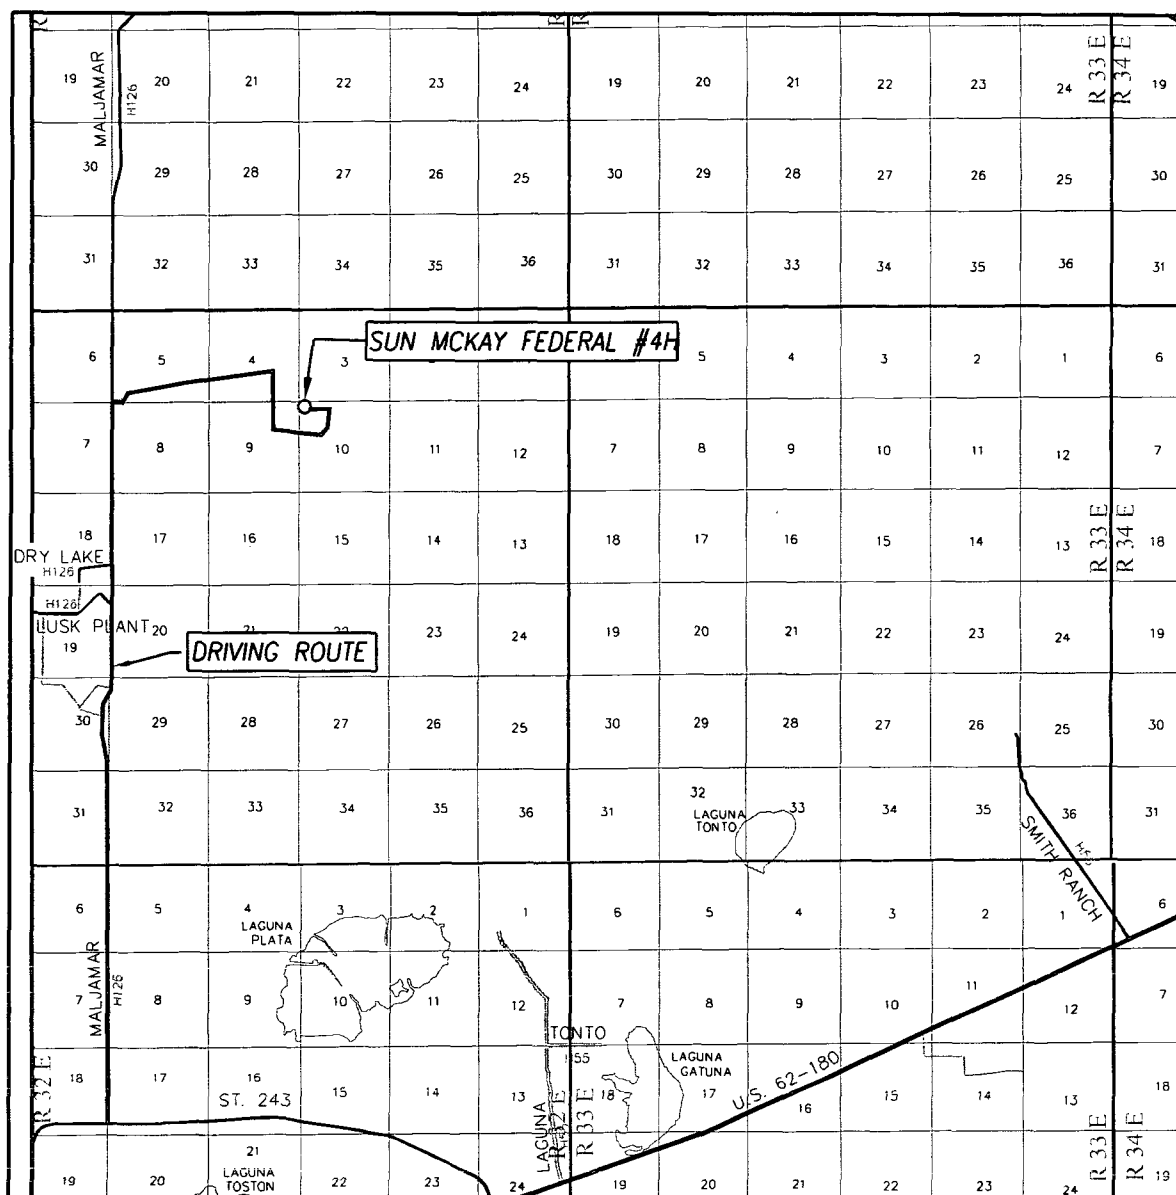 19 20 21 22 23 24 19 20 21 22 23 24 19
MALJAMAR
H126
R 33 E
R 34 E
30 29 28 27 26 25 30 29 28 27 26 25 30
31 32 33 34 35 36 31 32 33 34 35 36 31
SUN MCKAY FEDERAL #4H
6 5 4 3 5 4 3 2 1 6
7 8 9 10 11 12 7 8 9 10 11 12 7
18 17 16 15 14 13 18 17 16 15 14 13 18
R 33 E
R 34 E
DRY LAKE
H126
H126
LUSK PLANT
19 20 21 22 23 24 19 20 21 22 23 24 19
DRIVING ROUTE
30 29 28 27 26 25 30 29 28 27 26 25 30
31 32 33 34 35 36 31 32 33 34 35 36 31
LAGUNA
TONTO
SMITH RANCH
6 5 4 3 2 1 6 5 4 3 2 1 6
LAGUNA
PLATA
MALJAMAR
H126
7 8 9 10 11 12 7 8 9 10 11 12 7
TONTO
LAGUNA
GATUNA
U.S. 62-180
R 32 E
18 17 16 15 14 13 18 17 16 15 14 13 18
ST. 243
LAGUNA
R 32 E
R 33 E
R 33 E
R 34 E
19 20 21 22 23 24 19 20 21 22 23 24 19
LAGUNA
TOSTON